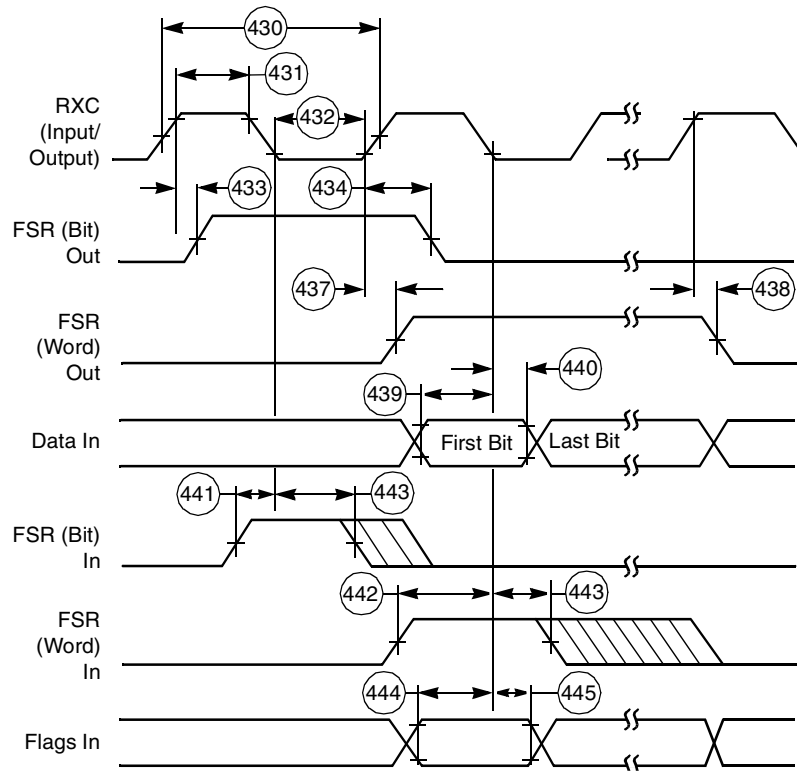 430
431
RXC
(Input/
Output)
432
433
434
FSR (Bit)
Out
437
438
FSR
(Word)
Out
439
440
Data In
First Bit
Last Bit
441
443
FSR (Bit)
In
442
443
FSR
(Word)
In
444
445
Flags In